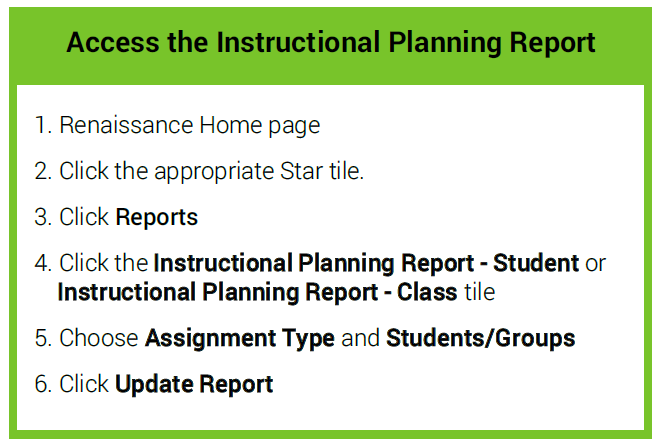 Access the Instructional Planning Report
1. Renaissance Home page
2. Click the appropriate Star tile.
3. Click Reports
4. Click the Instructional Planning Report - Student or
Instructional Planning Report - Class tile
5. Choose Assignment Type and Students/Groups
6. Click Update Report